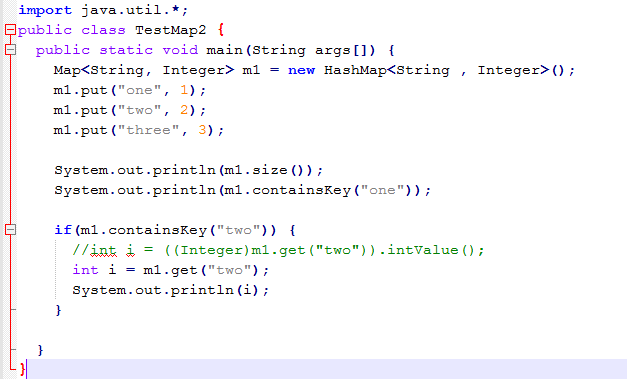 import java.util.*;
public class TestMap2 {
public static void main(String args[]) {
Map<String, Integer> m1 = new HashMap<String , Integer>();
m1.put("one", 1);
m1.put("two", 2);
m1.put("three", 3);
System.out.println(m1.size());
System.out.println(m1.containsKey("one"));
if(m1.containsKey("two")) {
//int i = ((Integer)m1.get("two")).intValue();
int i = m1.get("two");
System.out.println(i);
}
}
}